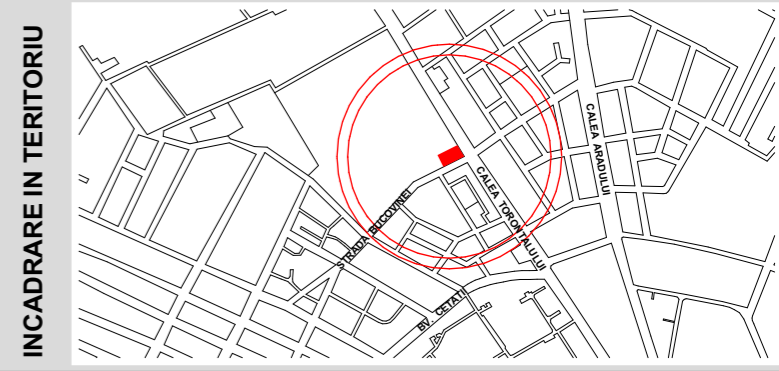 INCADRARE IN TERITORIU
CALEA ARADULUI
CALEA TORONTALULUI
STRADA BUCOVINEI
BV. CETATII